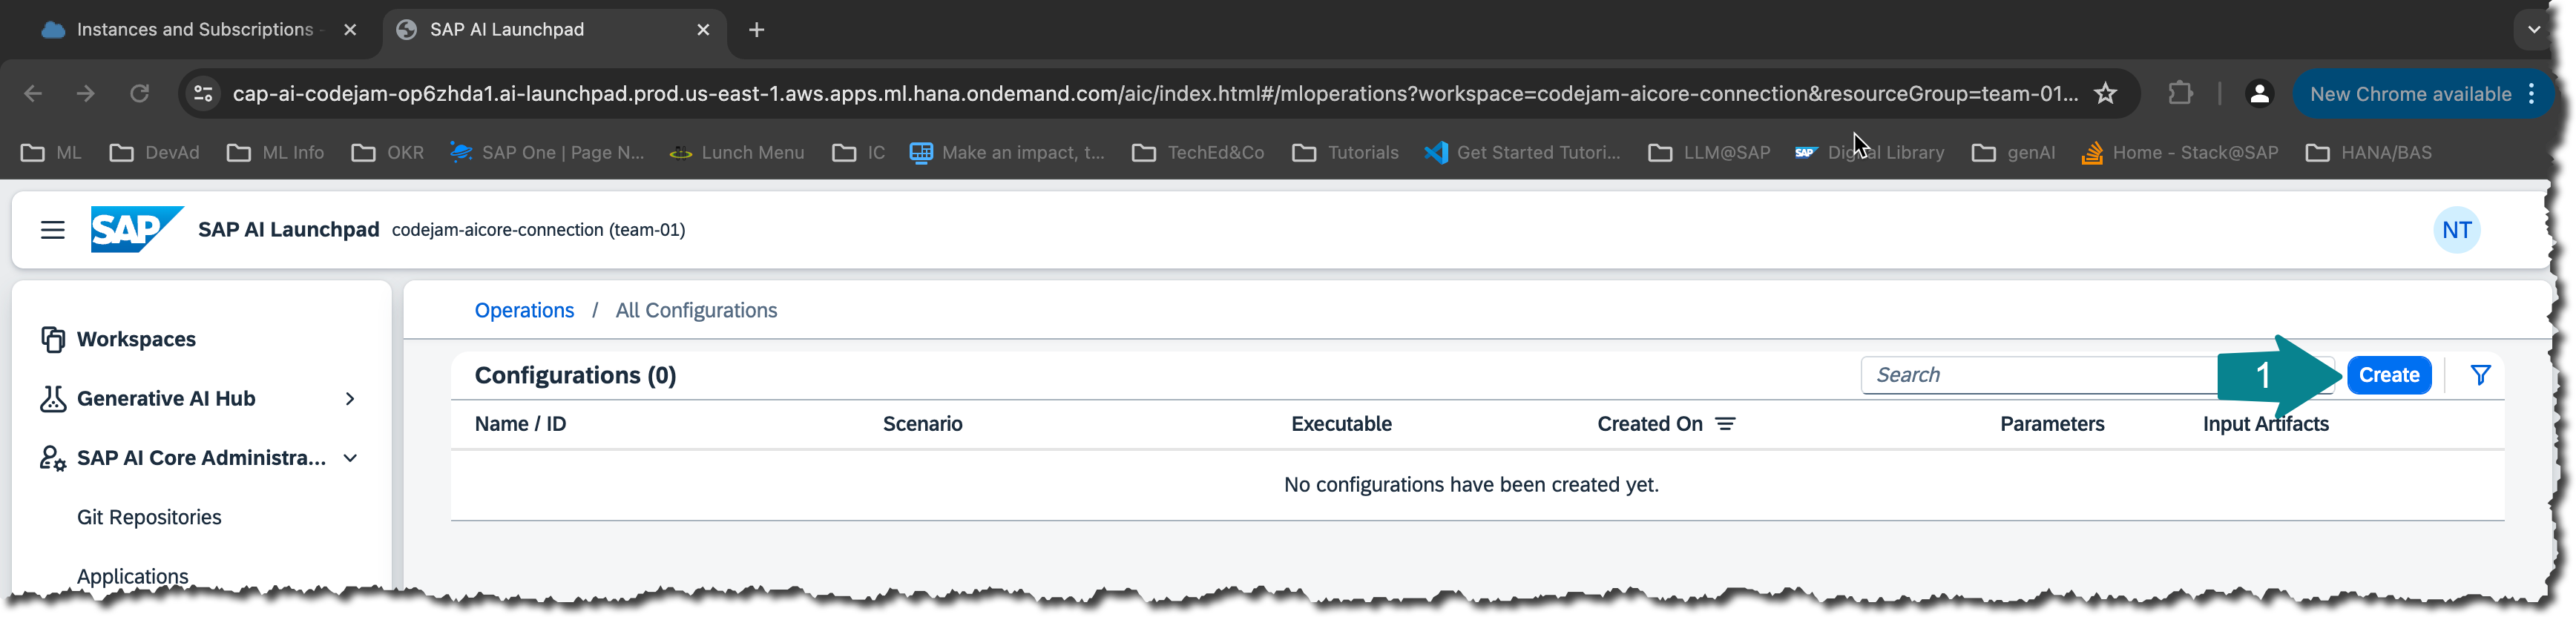 Instances and Subscriptions -
SAP AI Launchpad
cap-ai-codejam-op6zhda1.ai-launchpad.prod.us-east-1.aws.apps.ml.hana.ondemand.com/aic/index.html#/mloperations?workspace=codejam-aicore-connection&resourceGroup=team-01...
New Chrome available
ML DevAd ML Info OKR SAP One | Page N... Lunch Menu IC Make an impact, t... TechEd&Co Tutorials Get Started Tutori... LLM@SAP SAP Digital Library genAI Home - Stack@SAP HANA/BAS
SAP SAP AI Launchpad codejam-aicore-connection (team-01) NT
Workspaces
Generative AI Hub
SAP AI Core Administra...
Git Repositories
Applications
Operations / All Configurations
Configurations (0) Search 1 Create
Name / ID Scenario Executable Created On Parameters Input Artifacts
No configurations have been created yet.